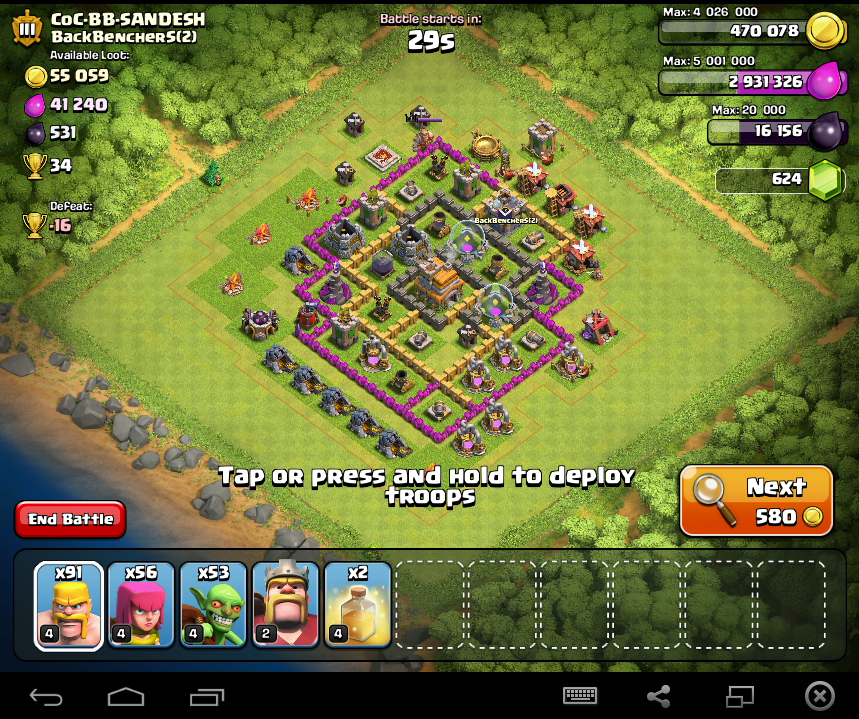 III
CoC-BB-SANDESH
BackBenchers(2)
Available Loot:
55 059
41 240
531
34
Defeat:
-16
Battle starts in:
29s
Max: 4 026 000
470 078
Max: 5 001 000
2 931 326
Max: 20 000
16 156
624
BackBenchers(2)
Tap or press and hold to deploy
troops
End Battle
Next
580
x91
x56
x53
x2
4
4
4
2
4